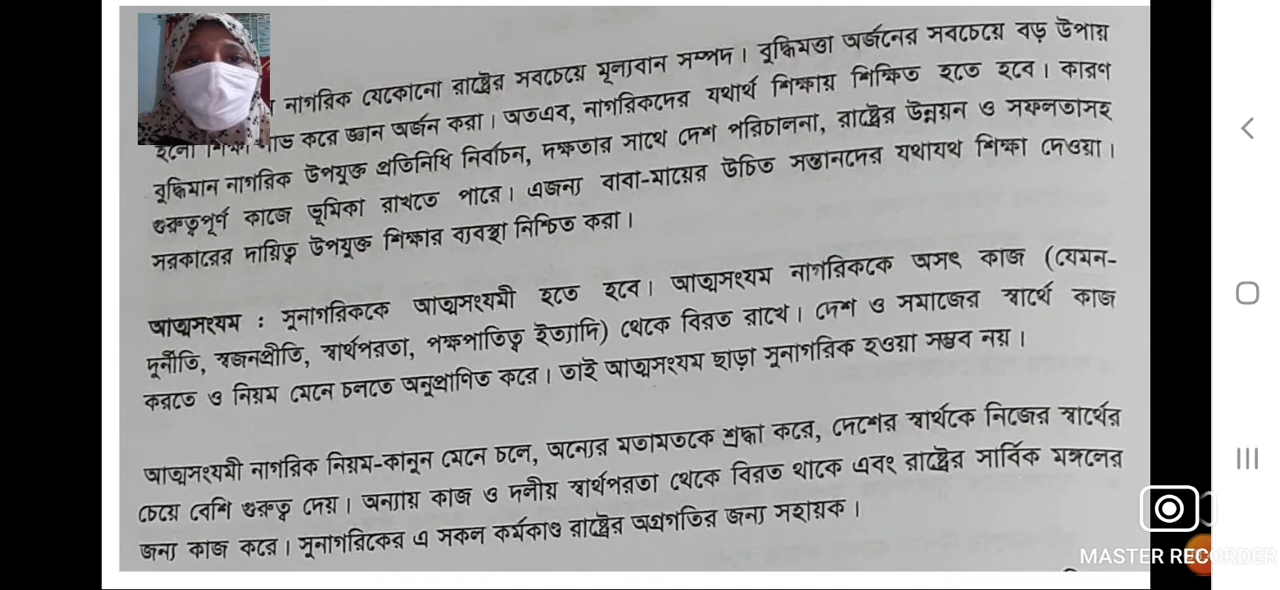 নাগরিক যেকোনো রাষ্ট্রের সবচেয়ে মূল্যবান সম্পদ। বুদ্ধিমত্তা অর্জনের সবচেয়ে বড় উপায়
হলো শিক্ষা লাভ করে জ্ঞান অর্জন করা। অতএব, নাগরিকদের যথার্থ শিক্ষায় শিক্ষিত হতে হবে। কারণ
বুদ্ধিমান নাগরিক উপযুক্ত প্রতিনিধি নির্বাচন, দক্ষতার সাথে দেশ পরিচালনা, রাষ্ট্রের উন্নয়ন ও সফলতাসহ
গুরুত্বপূর্ণ কাজে ভূমিকা রাখতে পারে। এজন্য বাবা-মায়ের উচিত সন্তানদের যথাযথ শিক্ষা দেওয়া।
সরকারের দায়িত্ব উপযুক্ত শিক্ষার ব্যবস্থা নিশ্চিত করা।
আত্মসংযম : সুনাগরিককে আত্মসংযমী হতে হবে। আত্মসংযম নাগরিককে অসৎ কাজ (যেমন-
দুর্নীতি, স্বজনপ্রীতি, স্বার্থপরতা, পক্ষপাতিত্ব ইত্যাদি) থেকে বিরত রাখে। দেশ ও সমাজের স্বার্থে কাজ
করতে ও নিয়ম মেনে চলতে অনুপ্রাণিত করে। তাই আত্মসংযম ছাড়া সুনাগরিক হওয়া সম্ভব নয়।
আত্মসংযমী নাগরিক নিয়ম-কানুন মেনে চলে, অন্যের মতামতকে শ্রদ্ধা করে, দেশের স্বার্থকে নিজের স্বার্থের
চেয়ে বেশি গুরুত্ব দেয়। অন্যায় কাজ ও দলীয় স্বার্থপরতা থেকে বিরত থাকে এবং রাষ্ট্রের সার্বিক মঙ্গলের
জন্য কাজ করে। সুনাগরিকের এ সকল কর্মকাণ্ড রাষ্ট্রের অগ্রগতির জন্য সহায়ক।
MASTER RECORDER